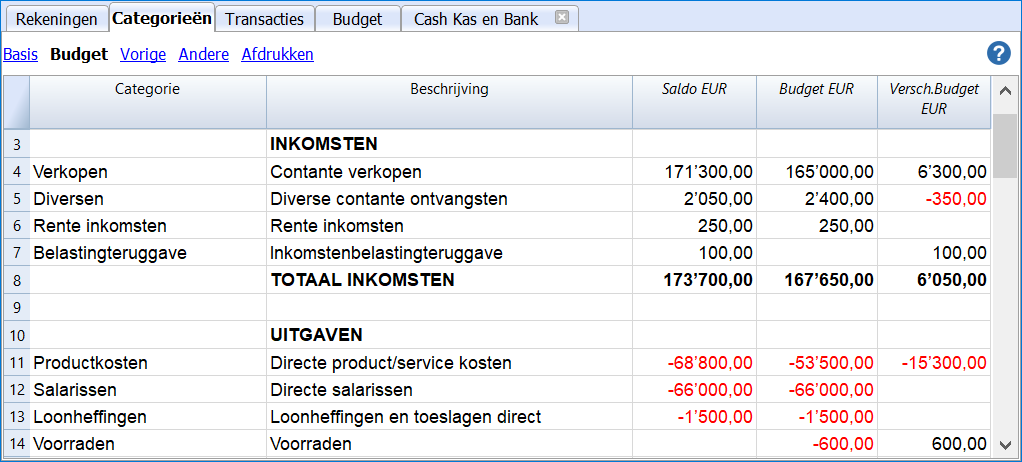 Rekeningen Categorieën Transacties Budget Cash Kas en Bank
Basis Budget Vorige Andere Afdrukken ?
Categorie Beschrijving Saldo EUR Budget EUR Versch.Budget
EUR
3 INKOMSTEN
4 Verkopen Contante verkopen 171’300,00 165’000,00 6’300,00
5 Diversen Diverse contante ontvangsten 2’050,00 2’400,00 -350,00
6 Rente inkomsten Rente inkomsten 250,00 250,00
7 Belastingteruggave Inkomstenbelastingteruggave 100,00 100,00
8 TOTAAL INKOMSTEN 173’700,00 167’650,00 6’050,00
9
10 UITGAVEN
11 Productkosten Directe product/service kosten -68’800,00 -53’500,00 -15’300,00
12 Salarissen Directe salarissen -66’000,00 -66’000,00
13 Loonheffingen Loonheffingen en toeslagen direct -1’500,00 -1’500,00
14 Voorraden Voorraden -600,00 600,00